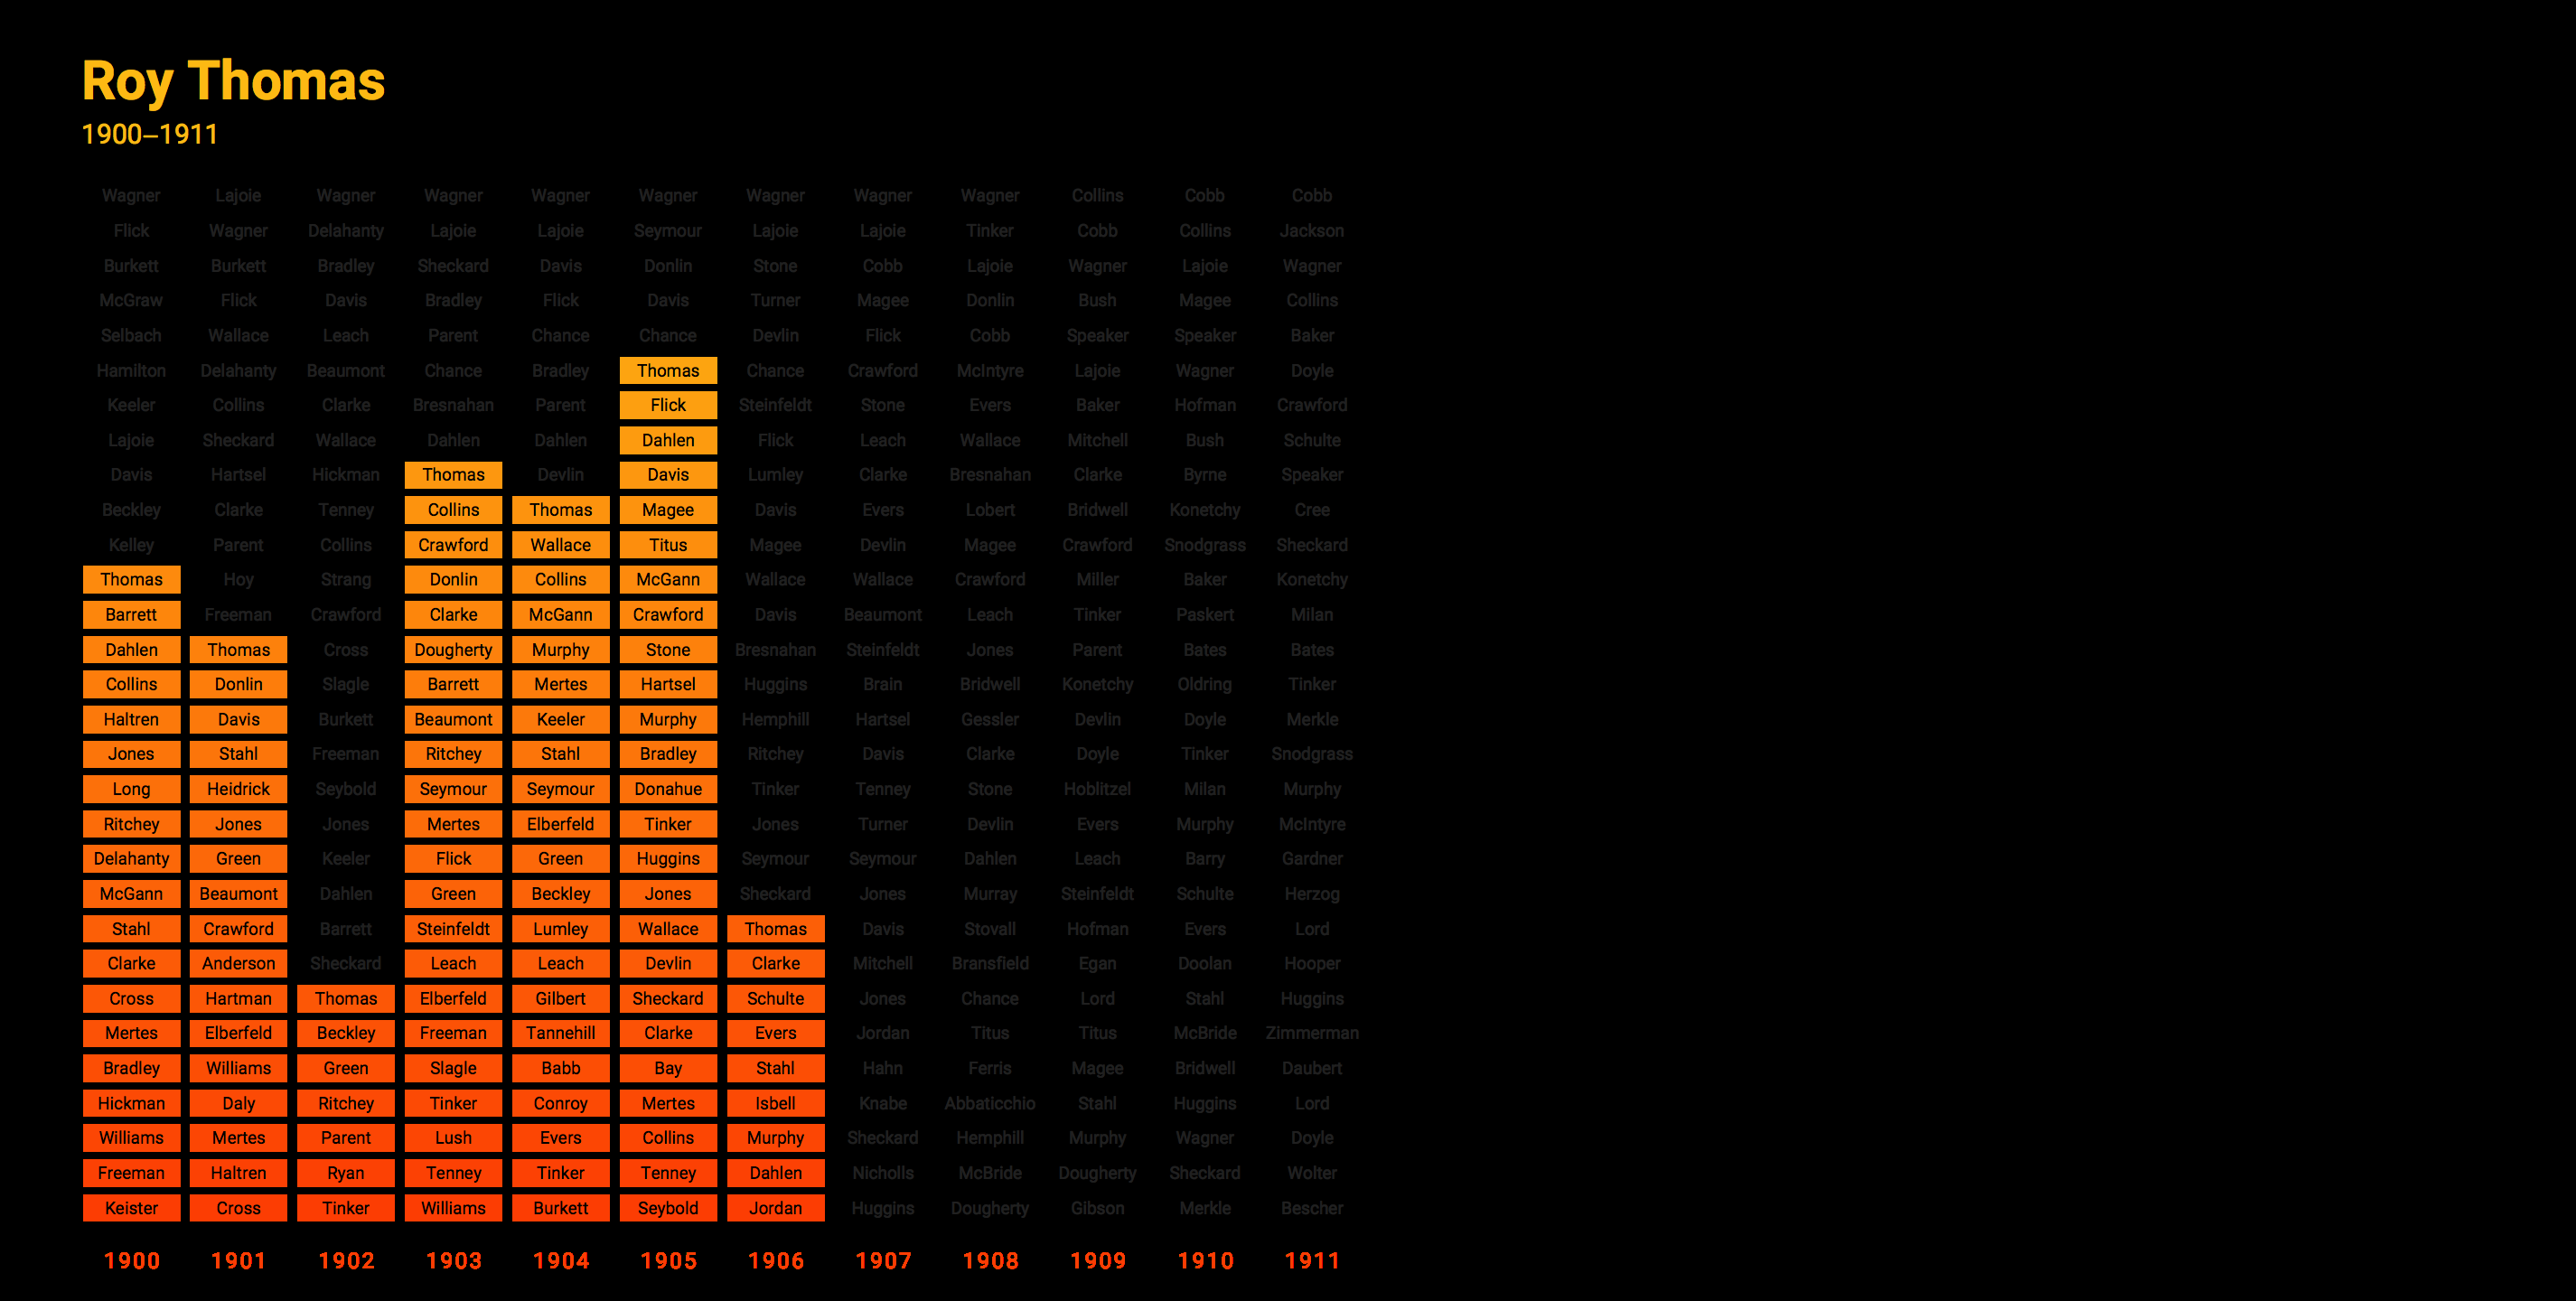 Roy Thomas
1900–1911
Wagner Lajoie Wagner Wagner Wagner Wagner Wagner Wagner Wagner Collins Cobb Cobb
Flick Wagner Delahanty Lajoie Lajoie Seymour Lajoie Lajoie Tinker Cobb Collins Jackson
Burkett Burkett Bradley Sheckard Davis Donlin Stone Cobb Lajoie Wagner Lajoie Wagner
McGraw Flick Davis Bradley Flick Davis Turner Magee Donlin Bush Magee Collins
Selbach Wallace Leach Parent Chance Chance Devlin Flick Cobb Speaker Speaker Baker
Hamilton Delahanty Beaumont Chance Bradley Thomas Chance Crawford McIntyre Lajoie Wagner Doyle
Keeler Collins Clarke Bresnahan Parent Flick Steinfeldt Stone Evers Baker Hofman Crawford
Lajoie Sheckard Wallace Dahlen Dahlen Dahlen Flick Leach Wallace Mitchell Bush Schulte
Davis Hartsel Hickman Thomas Devlin Davis Lumley Clarke Bresnahan Clarke Byrne Speaker
Beckley Clarke Tenney Collins Thomas Magee Davis Evers Lobert Bridwell Konetchy Cree
Kelley Parent Collins Crawford Wallace Titus Magee Devlin Magee Crawford Snodgrass Sheckard
Thomas Hoy Strang Donlin Collins McGann Wallace Wallace Crawford Miller Baker Konetchy
Barrett Freeman Crawford Clarke McGann Crawford Davis Beaumont Leach Tinker Paskert Milan
Dahlen Thomas Cross Dougherty Murphy Stone Bresnahan Steinfeldt Jones Parent Bates Bates
Collins Donlin Slagle Barrett Mertes Hartsel Huggins Brain Bridwell Konetchy Oldring Tinker
Haltren Davis Burkett Beaumont Keeler Murphy Hemphill Hartsel Gessler Devlin Doyle Merkle
Jones Stahl Freeman Ritchey Stahl Bradley Ritchey Davis Clarke Doyle Tinker Snodgrass
Long Heidrick Seybold Seymour Seymour Donahue Tinker Tenney Stone Hoblitzel Milan Murphy
Ritchey Jones Jones Mertes Elberfeld Tinker Jones Turner Devlin Evers Murphy McIntyre
Delahanty Green Keeler Flick Green Huggins Seymour Seymour Dahlen Leach Barry Gardner
McGann Beaumont Dahlen Green Beckley Jones Sheckard Jones Murray Steinfeldt Schulte Herzog
Stahl Crawford Barrett Steinfeldt Lumley Wallace Thomas Davis Stovall Hofman Evers Lord
Clarke Anderson Sheckard Leach Leach Devlin Clarke Mitchell Bransfield Egan Doolan Hooper
Cross Hartman Thomas Elberfeld Gilbert Sheckard Schulte Jones Chance Lord Stahl Huggins
Mertes Elberfeld Beckley Freeman Tannehill Clarke Evers Jordan Titus Titus McBride Zimmerman
Bradley Williams Green Slagle Babb Bay Stahl Hahn Ferris Magee Bridwell Daubert
Hickman Daly Ritchey Tinker Conroy Mertes Isbell Knabe Abbaticchio Stahl Huggins Lord
Williams Mertes Parent Lush Evers Collins Murphy Sheckard Hemphill Murphy Wagner Doyle
Freeman Haltren Ryan Tenney Tinker Tenney Dahlen Nicholls McBride Dougherty Sheckard Wolter
Keister Cross Tinker Williams Burkett Seybold Jordan Huggins Dougherty Gibson Merkle Bescher
1900 1901 1902 1903 1904 1905 1906 1907 1908 1909 1910 1911